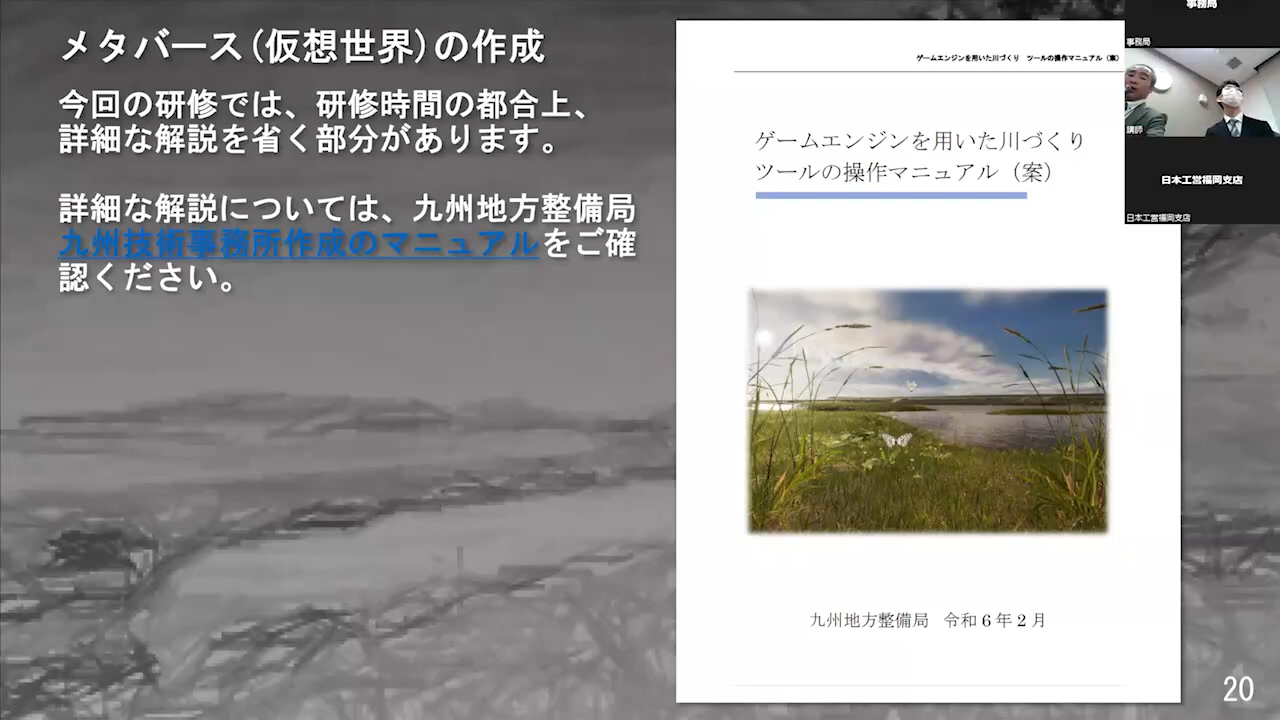 メタバース(仮想世界)の作成
今回の研修では、研修時間の都合上、
詳細な解説を省く部分があります。
詳細な解説については、九州地方整備局
九州技術事務所作成のマニュアルをご確
認ください。
ゲームエンジンを用いた川づくり ツールの操作マニュアル（案）
ゲームエンジンを用いた川づくり
ツールの操作マニュアル（案）
九州地方整備局 令和６年２月
事務局
事務局
講師
日本工営福岡支店
日本工営福岡支店
20